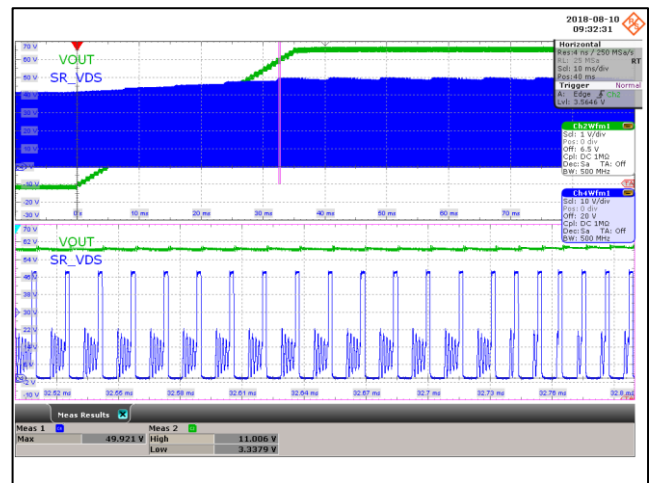 2018-08-10
09:32:31
Horizontal
Res:4 ns / 250 MSa/s
RL: 25 MSa RT
Scl: 10 ms/div
Pos:40 ms
Trigger Normal
A: Edge Ch2
Lvl: 3.5646 V
70 V
60 V
VOUT
SR_VDS
50 V
40 V
30 V
-10 V
-20 V
-30 V
0 s 10 ms 20 ms 30 ms 40 ms 50 ms 60 ms 70 ms
Ch2Wfm1
Scl: 1 V/div
Pos:0 div
Off: 6.5 V
Cpl: DC 1MΩ
Dec:Sa TA: Off
BW: 500 MHz
TA
Ch4Wfm1
Scl: 10 V/div
Pos:0 div
Off: 20 V
Cpl: DC 1MΩ
Dec:Sa TA: Off
BW: 500 MHz
70 V
62 V
VOUT
54 V
SR_VDS
46 V
38 V
30 V
22 V
-2 V
-10 V 32.52 ms 32.55 ms 32.58 ms 32.61 ms 32.64 ms 32.67 ms 32.7 ms 32.73 ms 32.76 ms 32.8 ms
Meas Results
Meas 1 Meas 2
Max 49.921 V High 11.006 V
Low 3.3379 V